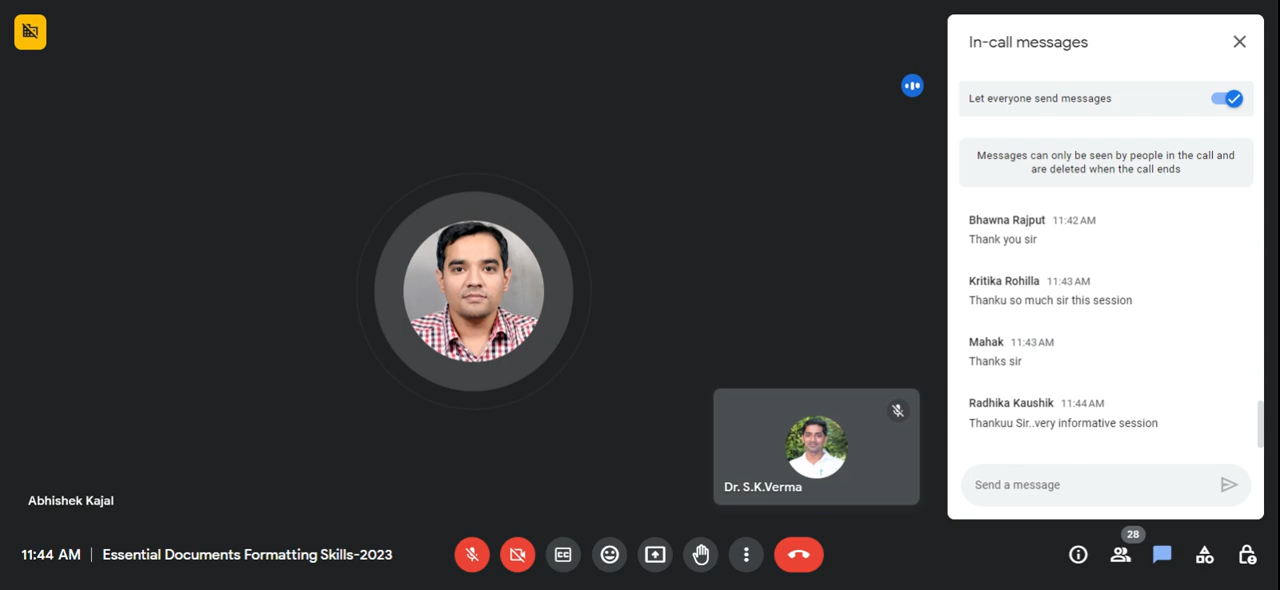 In-call messages
Let everyone send messages
Messages can only be seen by people in the call and
are deleted when the call ends
Bhawna Rajput 11:42 AM
Thank you sir
Kritika Rohilla 11:43 AM
Thanku so much sir this session
Mahak 11:43 AM
Thanks sir
Radhika Kaushik 11:44 AM
Thankuu Sir..very informative session
Send a message
Dr. S.K.Verma
Abhishek Kajal
11:44 AM | Essential Documents Formatting Skills-2023
CC
28